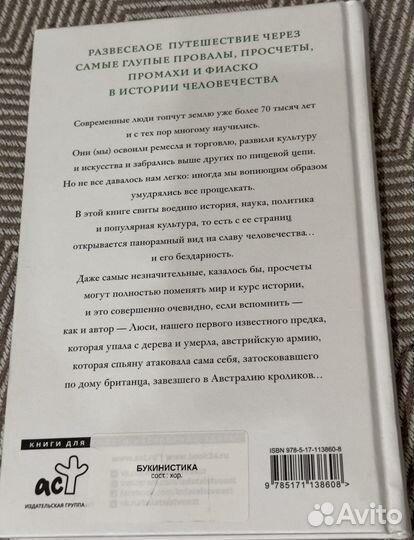 РАЗВЕСЕЛОЕ ПУТЕШЕСТВИЕ ЧЕРЕЗ
САМЫЕ ГЛУПЫЕ ПРОВАЛЫ, ПРОСЧЕТЫ,
ПРОМАХИ И ФИАСКО
В ИСТОРИИ ЧЕЛОВЕЧЕСТВА
Современные люди топчут землю уже более 70 тысяч лет
и с тех пор многому научились.
Они (мы) освоили ремесла и торговлю, развили культуру
и искусства и забрались выше других по пищевой цепи.
Но не все давалось нам легко: иногда мы вопиющим образом
умудрялись все прощелкать.
В этой книге свиты воедино история, наука, политика
и популярная культура, то есть с ее страниц
открывается панорамный вид на славу человечества...
и его бездарность.
Даже самые незначительные, казалось бы, просчеты
могут полностью поменять мир и курс истории,
и это совершенно очевидно, если вспомнить —
как и автор — Люси, нашего первого известного предка,
которая упала с дерева и умерла, австрийскую армию,
которая спьяну атаковала сама себя, затосковавшего
по дому британца, завезшего в Австралию кроликов...
КНИГИ ДЛЯ
аст
ИЗДАТЕЛЬСКАЯ ГРУППА
БУКИНИСТИКА
сост. хор.
ISBN 978-5-17-113860-8
9 785171 138608 >
Avito